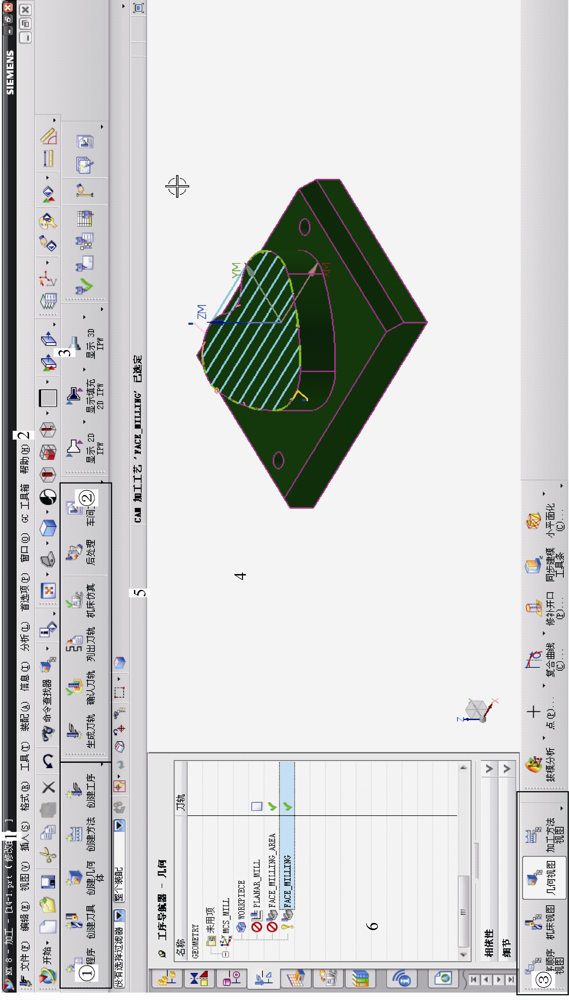 NX 8 - 加工 - [14-1.prt ( 修改 ) ]
SIEMENS
1
文件(F) 编辑(E) 视图(V) 插入(S) 格式(R) 工具(T) 装配(A) 信息(I) 分析(L) 首选项(P) 窗口(O) GC 工具箱 帮助(H)
2
开始
命令查找器
3
程序 创建刀具 创建几何体 创建方法 创建工序
①
生成刀轨 确认刀轨 列出刀轨 机床仿真 后处理 车间
②
显示 2D IPW 显示填充 2D IPW 显示 3D IPW
没有选择过滤器 整个装配
5
CAM 加工工艺 'FACE_MILLING' 已选定
工序导航器 - 几何
名称 刀轨
GEOMETRY
未用项
MCS_MILL
WORKPIECE
PLANAR_MILL
FACE_MILLING_AREA
FACE_MILLING
6
相依性
细节
4
ZM
YM
XM
Z
Y
X
序顺序视图 机床视图 几何视图 加工方法视图
③
拔模分析 点(P)... 复合曲线(C)... 修补开口(P)... 同步建模工具条 小平面化(C)...